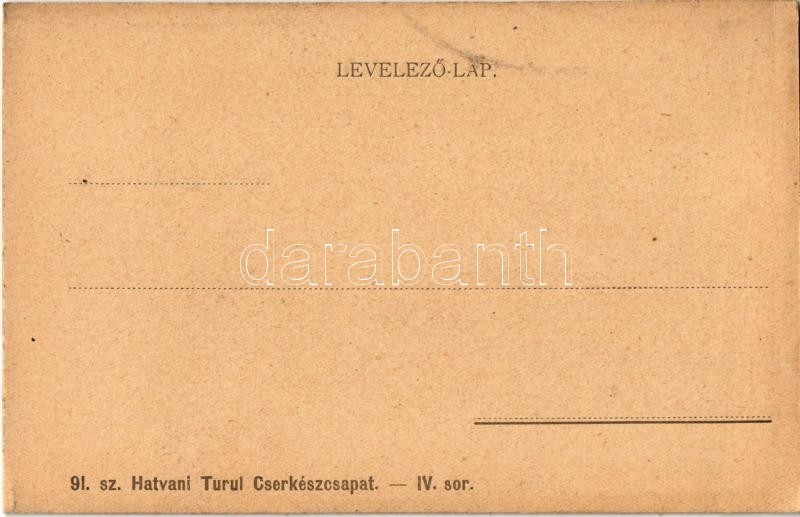 LEVELEZŐ-LAP.
darabanth
91. sz. Hatvani Turul Cserkészcsapat. — IV. sor.